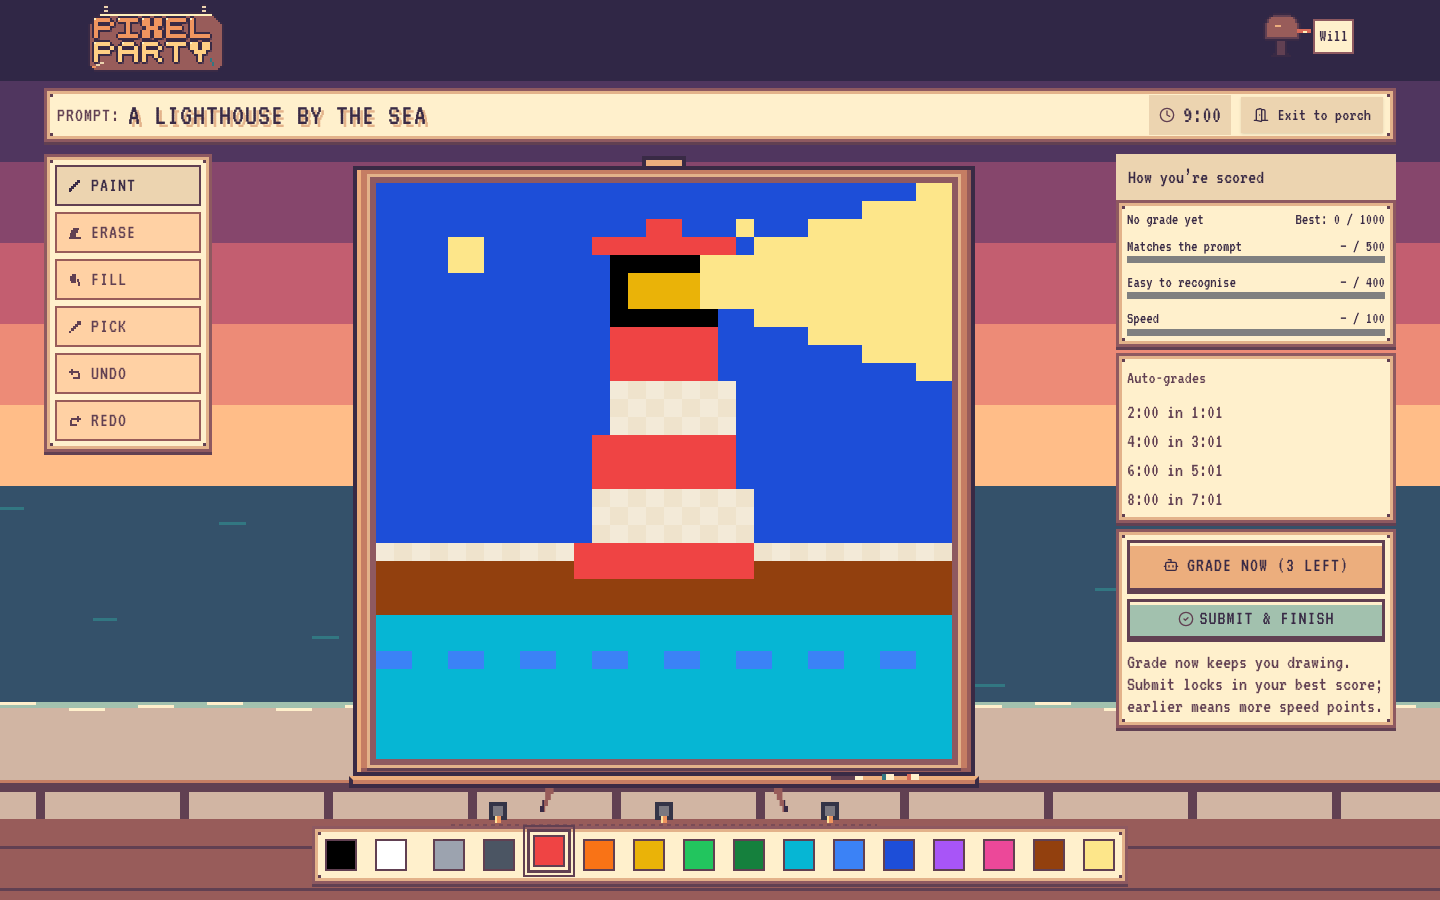 PIXEL
PARTY
Will
PROMPT: A LIGHTHOUSE BY THE SEA
9:00
Exit to porch
PAINT
ERASE
FILL
PICK
UNDO
REDO
How you're scored
No grade yet Best: 0 / 1000
Matches the prompt - / 500
Easy to recognise - / 400
Speed - / 100
Auto-grades
2:00 in 1:01
4:00 in 3:01
6:00 in 5:01
8:00 in 7:01
GRADE NOW (3 LEFT)
SUBMIT & FINISH
Grade now keeps you drawing.
Submit locks in your best score;
earlier means more speed points.